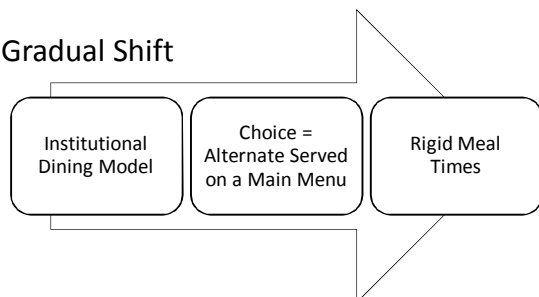 Gradual Shift
Institutional
Dining Model
Choice =
Alternate Served
on a Main Menu
Rigid Meal
Times